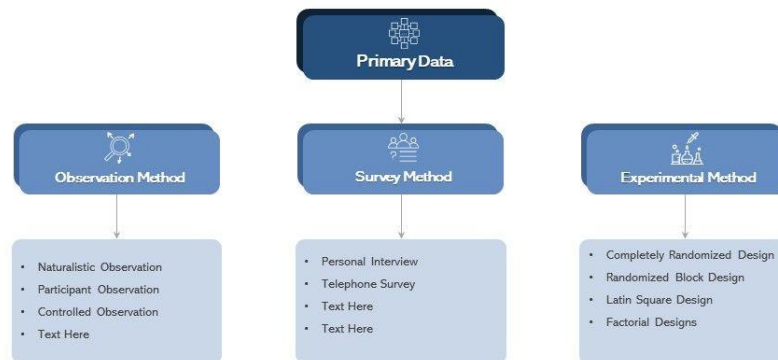 Primary Data
Observation Method
Survey Method
Experimental Method
• Naturalistic Observation
• Participant Observation
• Controlled Observation
• Text Here
• Personal Interview
• Telephone Survey
• Text Here
• Text Here
• Completely Randomized Design
• Randomized Block Design
• Latin Square Design
• Factorial Designs